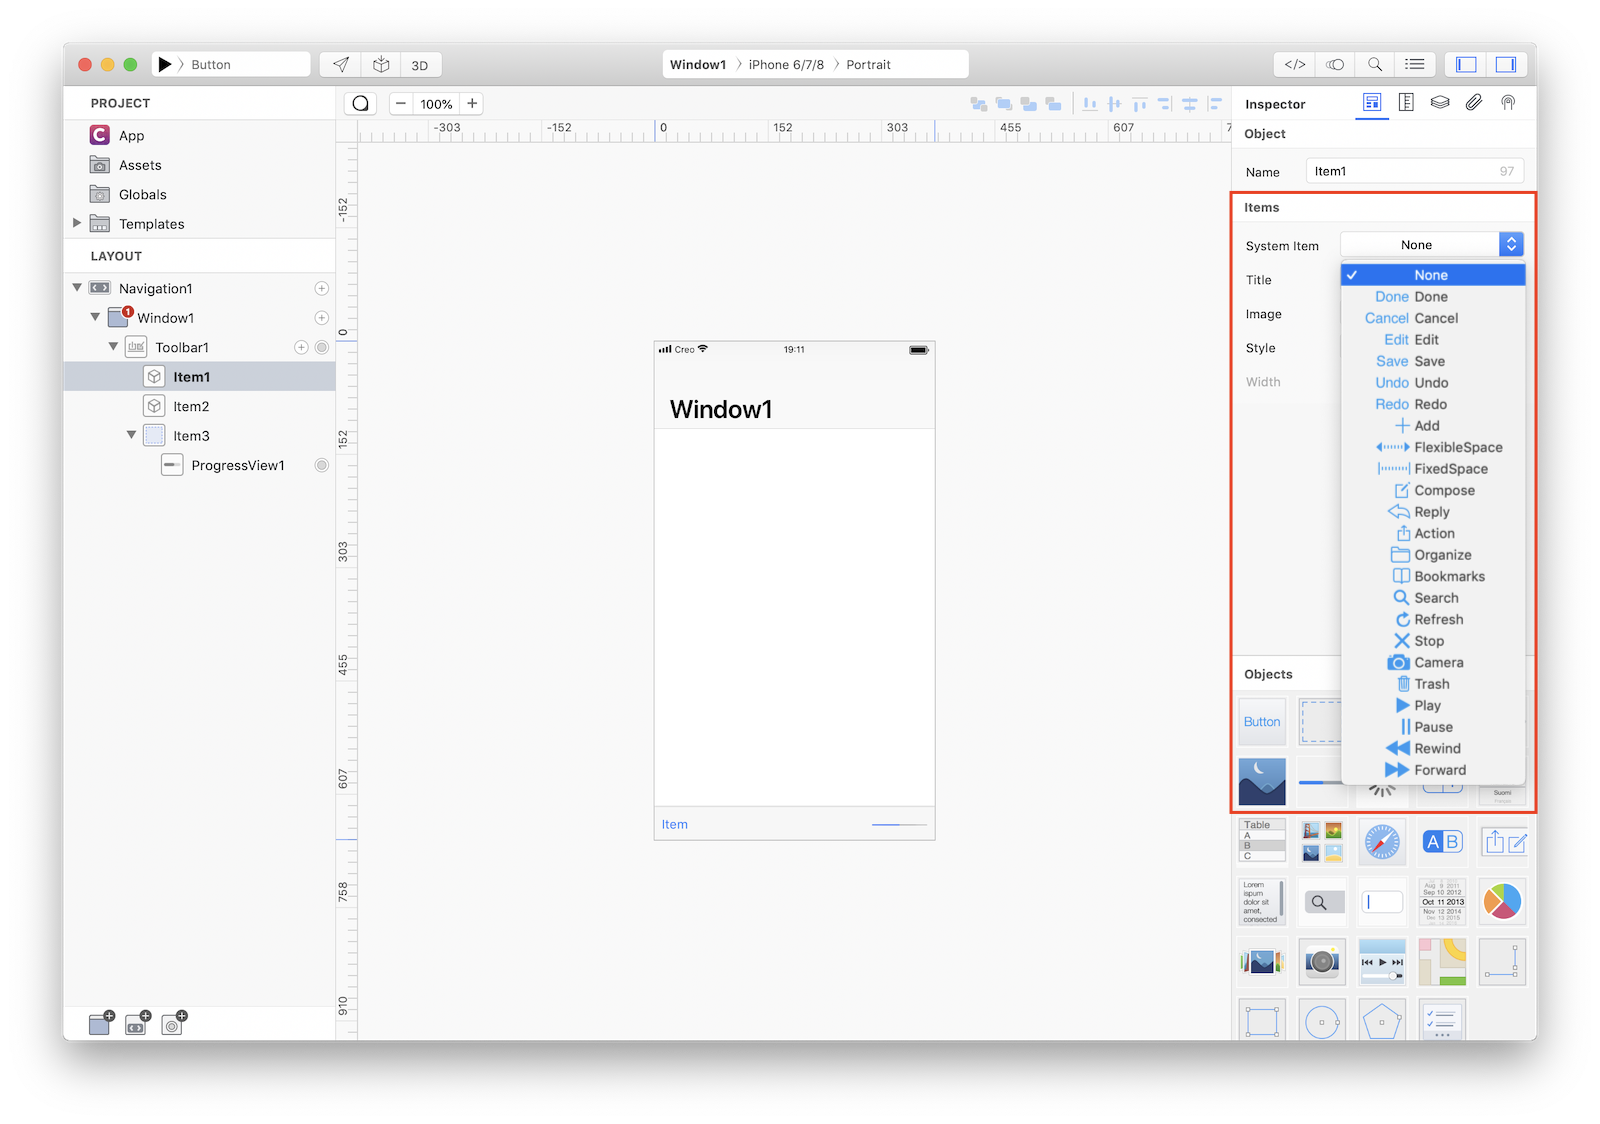 Button
3D
Window1 〉 iPhone 6/7/8 〉 Portrait
</>
PROJECT
App
Assets
Globals
Templates
LAYOUT
Navigation1
1
Window1
Toolbar1
Item1
Item2
Item3
ProgressView1
− 100% +
-303 -152 0 152 303 455 607 7
-152
0
152
303
455
607
758
910
Creo 19:11
Window1
Item
Inspector
Object
Name Item1 97
Items
System Item None
Title
Image
Style
Width
✓ None
Done Done
Cancel Cancel
Edit Edit
Save Save
Undo Undo
Redo Redo
Add
FlexibleSpace
FixedSpace
Compose
Reply
Action
Organize
Bookmarks
Search
Refresh
Stop
Camera
Trash
Play
Pause
Rewind
Forward
Objects
Button
Suomi
Table
A
B
C
A B
Lorem
ispum
dolor sit
amet,
consected
Aug 9 2011
Sep 10 2012
Oct 11 2013
Nov 12 2014
Dec 13 2015